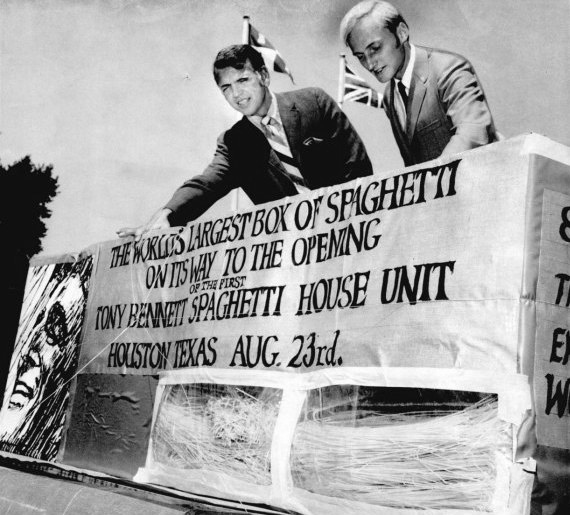 THE WORLD'S LARGEST BOX OF SPAGHETTI
ON ITS WAY TO THE OPENING
OF THE FIRST
TONY BENNETT SPAGHETTI HOUSE UNIT
HOUSTON TEXAS AUG. 23rd.
8